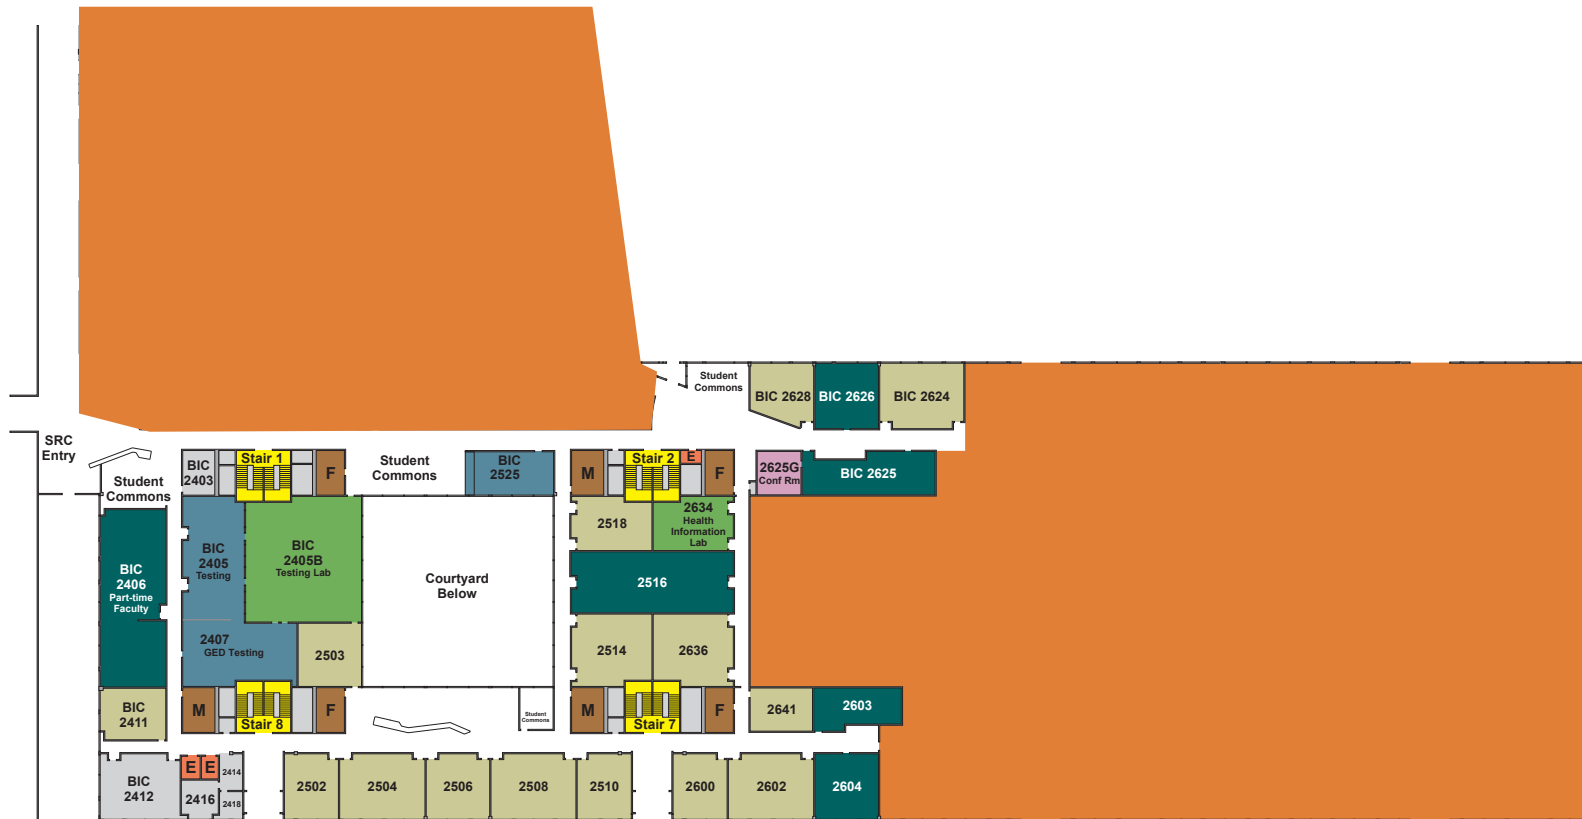 Student
Commons
BIC 2628
BIC 2626
BIC 2624
SRC
Entry
Student
Commons
BIC
2403
Stair 1
F
Student
Commons
BIC
2525
M
Stair 2
E
F
2625G
Conf Rm
BIC 2625
BIC
2406
Part-time
Faculty
BIC
2405
Testing
BIC
2405B
Testing Lab
Courtyard
Below
2518
2634
Health
Information
Lab
2516
2407
GED Testing
2503
2514
2636
BIC
2411
M
Stair 8
F
Student
Commons
M
Stair 7
F
2641
2603
BIC
2412
E
E
2414
2416
2418
2502
2504
2506
2508
2510
2600
2602
2604